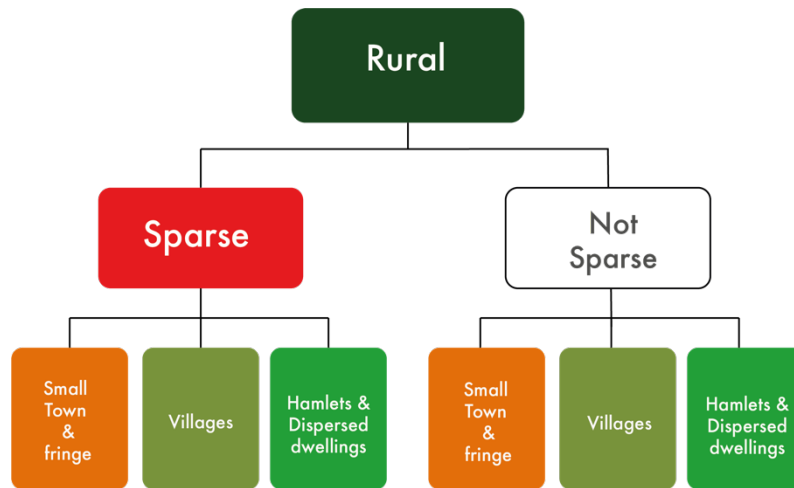 Rural
Sparse
Not
Sparse
Small
Town
&
fringe
Villages
Hamlets &
Dispersed
dwellings
Small
Town
&
fringe
Villages
Hamlets &
Dispersed
dwellings